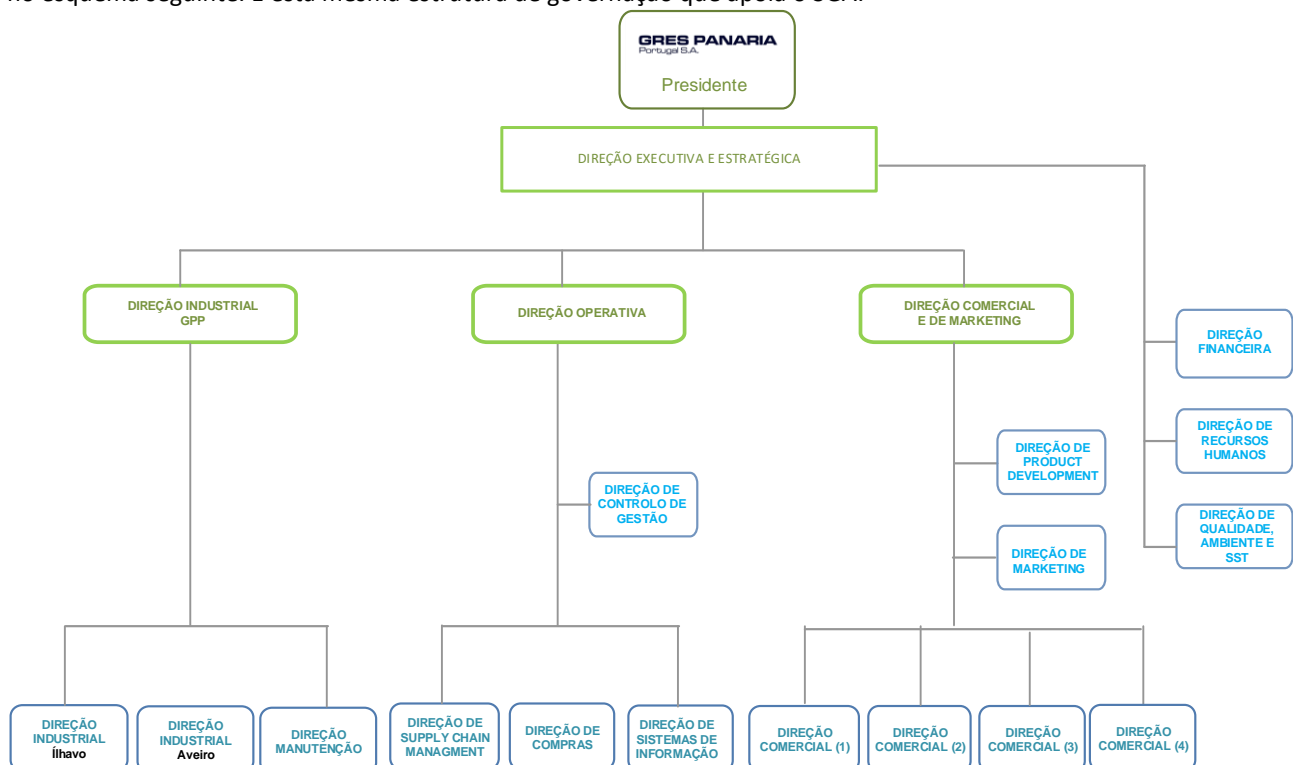 GRES PANARIA
Portugal S.A.
Presidente
DIREÇÃO EXECUTIVA E ESTRATÉGICA
DIREÇÃO INDUSTRIAL
GPP
DIREÇÃO OPERATIVA
DIREÇÃO COMERCIAL
E DE MARKETING
DIREÇÃO
FINANCEIRA
DIREÇÃO DE
RECURSOS
HUMANOS
DIREÇÃO DE
QUALIDADE,
AMBIENTE E
SST
DIREÇÃO DE
PRODUCT
DEVELOPMENT
DIREÇÃO DE
CONTROLO DE
GESTÃO
DIREÇÃO DE
MARKETING
DIREÇÃO
INDUSTRIAL
Ílhavo
DIREÇÃO
INDUSTRIAL
Aveiro
DIREÇÃO
MANUTENÇÃO
DIREÇÃO DE
SUPPLY CHAIN
MANAGMENT
DIREÇÃO DE
COMPRAS
DIREÇÃO DE
SISTEMAS DE
INFORMAÇÃO
DIREÇÃO
COMERCIAL (1)
DIREÇÃO
COMERCIAL (2)
DIREÇÃO
COMERCIAL (3)
DIREÇÃO
COMERCIAL (4)